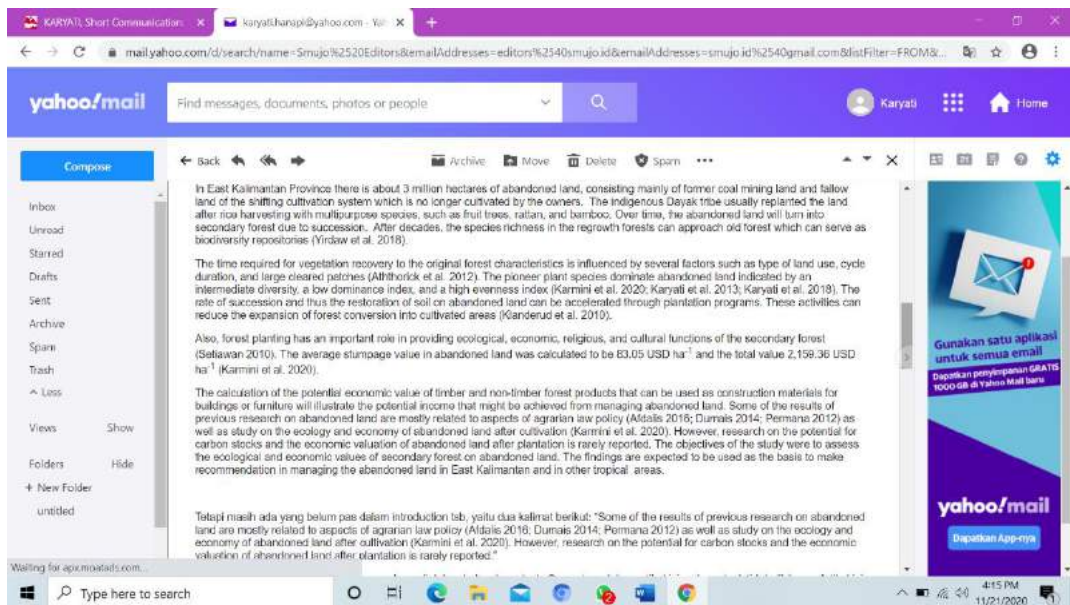 KARYATI, Short Communication
karyati.hanapi@yahoo.com - Yah
mail.yahoo.com/d/search/name=Smujo%2520Editors&emailAddresses=editors%2540smujo.id&emailAddresses=smujo.id%2540gmail.com&listFilter=FROM&...
yahoo!mail
Find messages, documents, photos or people
Karyati
Home
Compose
Back
Archive
Move
Delete
Spam
Inbox
Unread
Starred
Drafts
Sent
Archive
Spam
Trash
Less
Views Show
Folders Hide
+ New Folder
untitled
In East Kalimantan Province there is about 3 million hectares of abandoned land, consisting mainly of former coal mining land and fallow
land of the shifting cultivation system which is no longer cultivated by the owners. The indigenous Dayak tribe usually replanted the land
after rice harvesting with multipurpose species, such as fruit trees, rattan, and bamboo. Over time, the abandoned land will turn into
secondary forest due to succession. After decades, the species richness in the regrowth forests can approach old forest which can serve as
biodiversity repositories (Yirdaw et al. 2018).
The time required for vegetation recovery to the original forest characteristics is influenced by several factors such as type of land use, cycle
duration, and large cleared patches (Aththorick et al. 2012). The pioneer plant species dominate abandoned land indicated by an
intermediate diversity, a low dominance index, and a high evenness index (Karmini et al. 2020; Karyati et al. 2013; Karyati et al. 2018). The
rate of succession and thus the restoration of soil on abandoned land can be accelerated through plantation programs. These activities can
reduce the expansion of forest conversion into cultivated areas (Klanderud et al. 2010).
Also, forest planting has an important role in providing ecological, economic, religious, and cultural functions of the secondary forest
(Setiawan 2010). The average stumpage value in abandoned land was calculated to be 83.05 USD ha-1 and the total value 2,159.36 USD
ha-1 (Karmini et al. 2020).
The calculation of the potential economic value of timber and non-timber forest products that can be used as construction materials for
buildings or furniture will illustrate the potential income that might be achieved from managing abandoned land. Some of the results of
previous research on abandoned land are mostly related to aspects of agrarian law policy (Afdalis 2016; Dumais 2014; Permana 2012) as
well as study on the ecology and economy of abandoned land after cultivation (Karmini et al. 2020). However, research on the potential for
carbon stocks and the economic valuation of abandoned land after plantation is rarely reported. The objectives of the study were to assess
the ecological and economic values of secondary forest on abandoned land. The findings are expected to be used as the basis to make
recommendation in managing the abandoned land in East Kalimantan and in other tropical areas.
Tetapi masih ada yang belum pas dalam introduction tsb, yaitu dua kalimat berikut: "Some of the results of previous research on abandoned
land are mostly related to aspects of agrarian law policy (Afdalis 2016; Dumais 2014; Permana 2012) as well as study on the ecology and
economy of abandoned land after cultivation (Karmini et al. 2020). However, research on the potential for carbon stocks and the economic
valuation of abandoned land after plantation is rarely reported."
Gunakan satu aplikasi
untuk semua email
Dapatkan penyimpanan GRATIS
1000 GB di Yahoo Mail baru
yahoo!mail
Dapatkan App-nya
Waiting for apx.moatads.com...
Type here to search
4:15 PM
11/21/2020